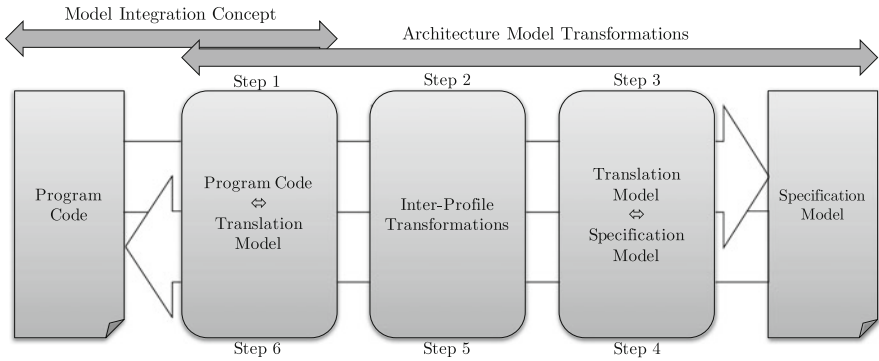 Model Integration Concept
Architecture Model Transformations
Step 1
Step 2
Step 3
Program
Code
Program Code
⇔
Translation
Model
Inter-Profile
Transformations
Translation
Model
⇔
Specification
Model
Specification
Model
Step 6
Step 5
Step 4